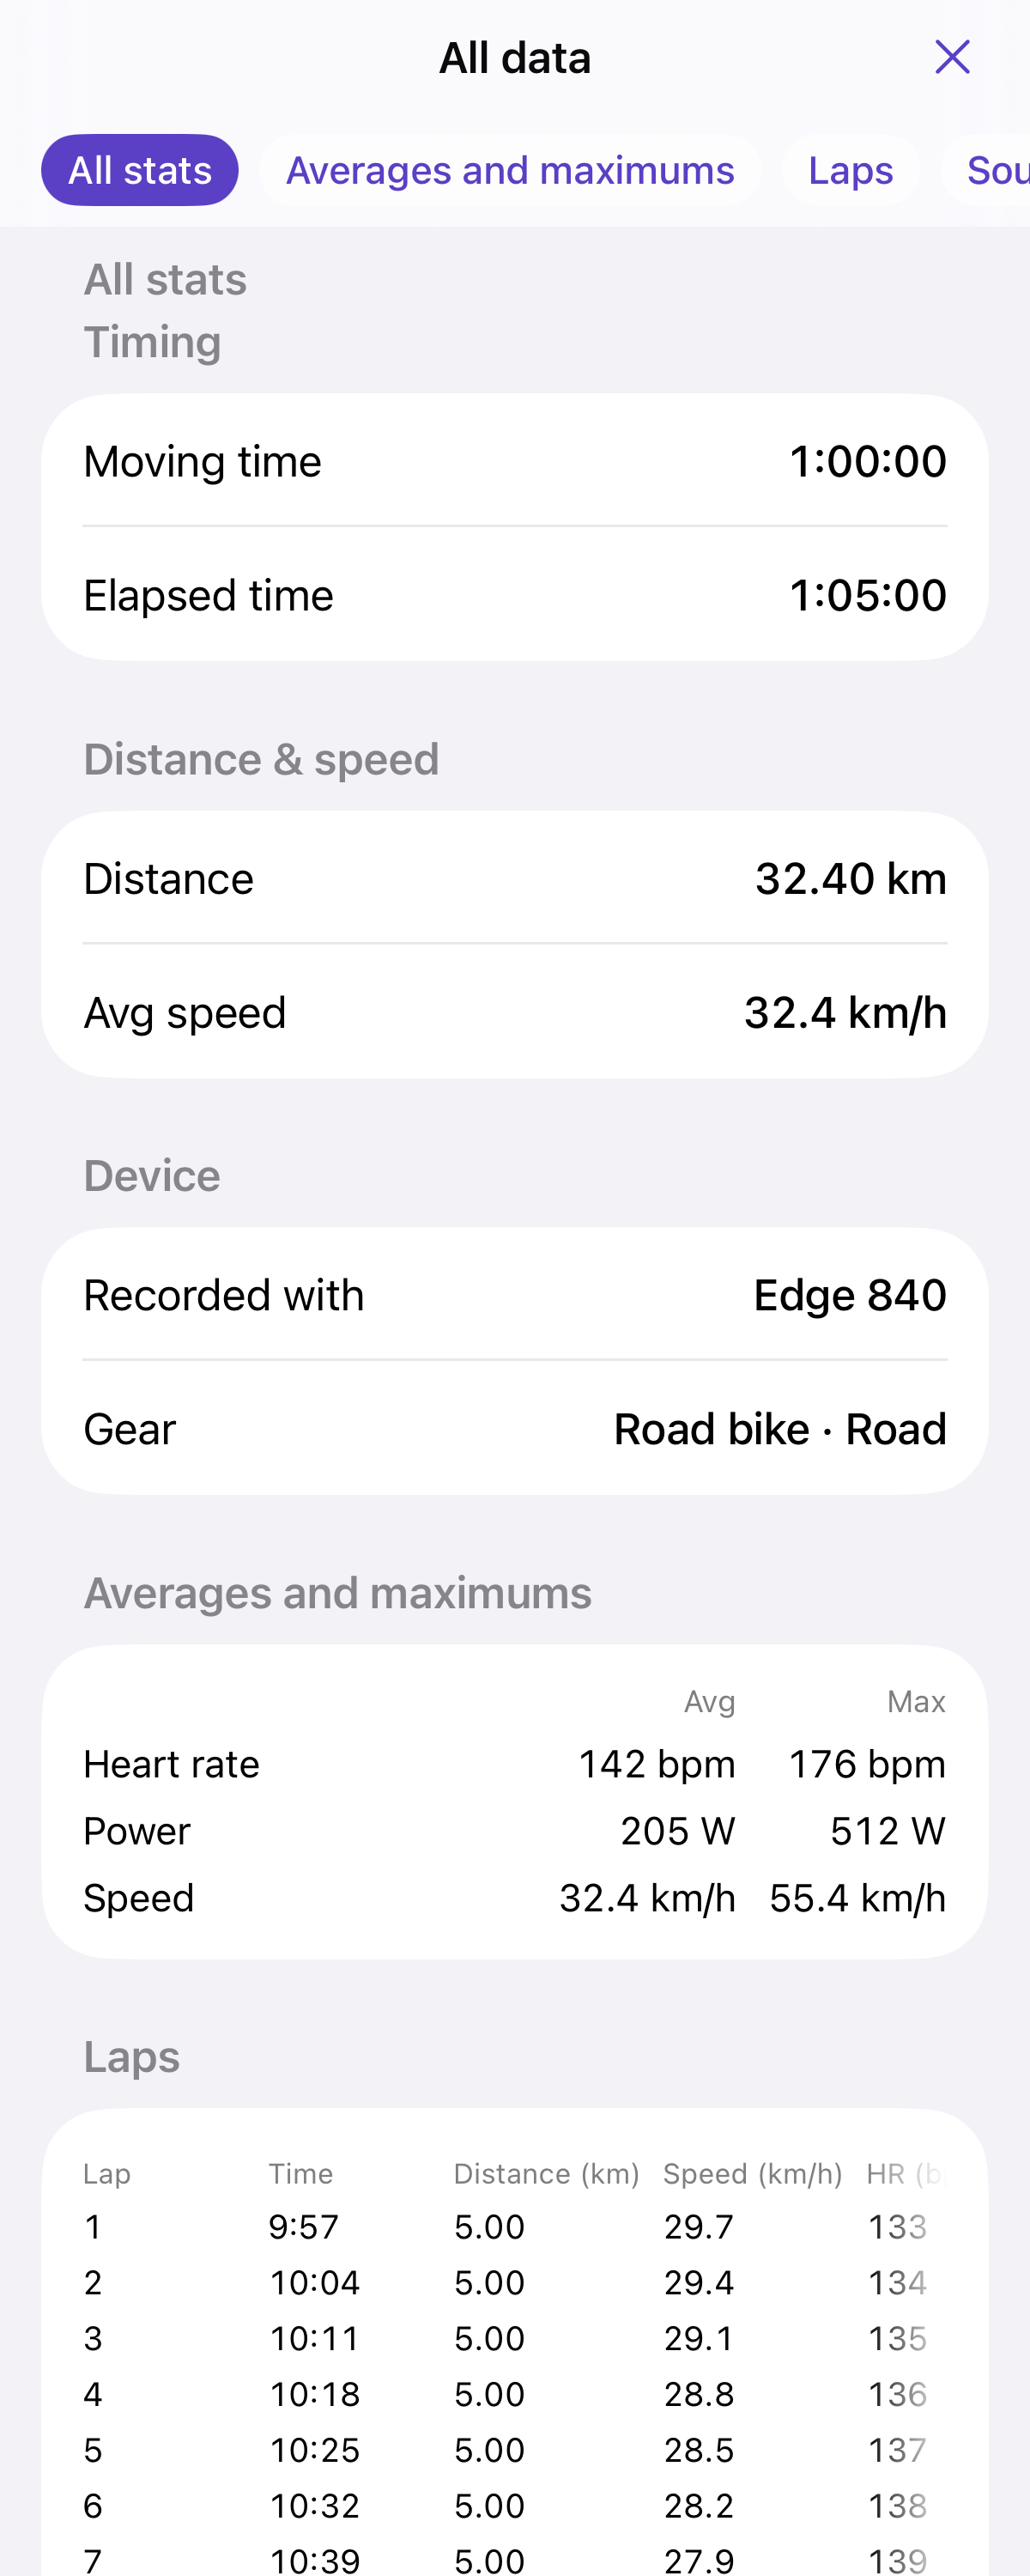 All data
All stats Averages and maximums Laps
All stats
Timing
Moving time 1:00:00
Elapsed time 1:05:00
Distance & speed
Distance 32.40 km
Avg speed 32.4 km/h
Device
Recorded with Edge 840
Gear Road bike · Road
Averages and maximums
Avg Max
Heart rate 142 bpm 176 bpm
Power 205 W 512 W
Speed 32.4 km/h 55.4 km/h
Laps
Lap Time Distance (km) Speed (km/h) HR
1 9:57 5.00 29.7 133
2 10:04 5.00 29.4 134
3 10:11 5.00 29.1 135
4 10:18 5.00 28.8 136
5 10:25 5.00 28.5 137
6 10:32 5.00 28.2 138
7 10:39 5.00 27.9 139